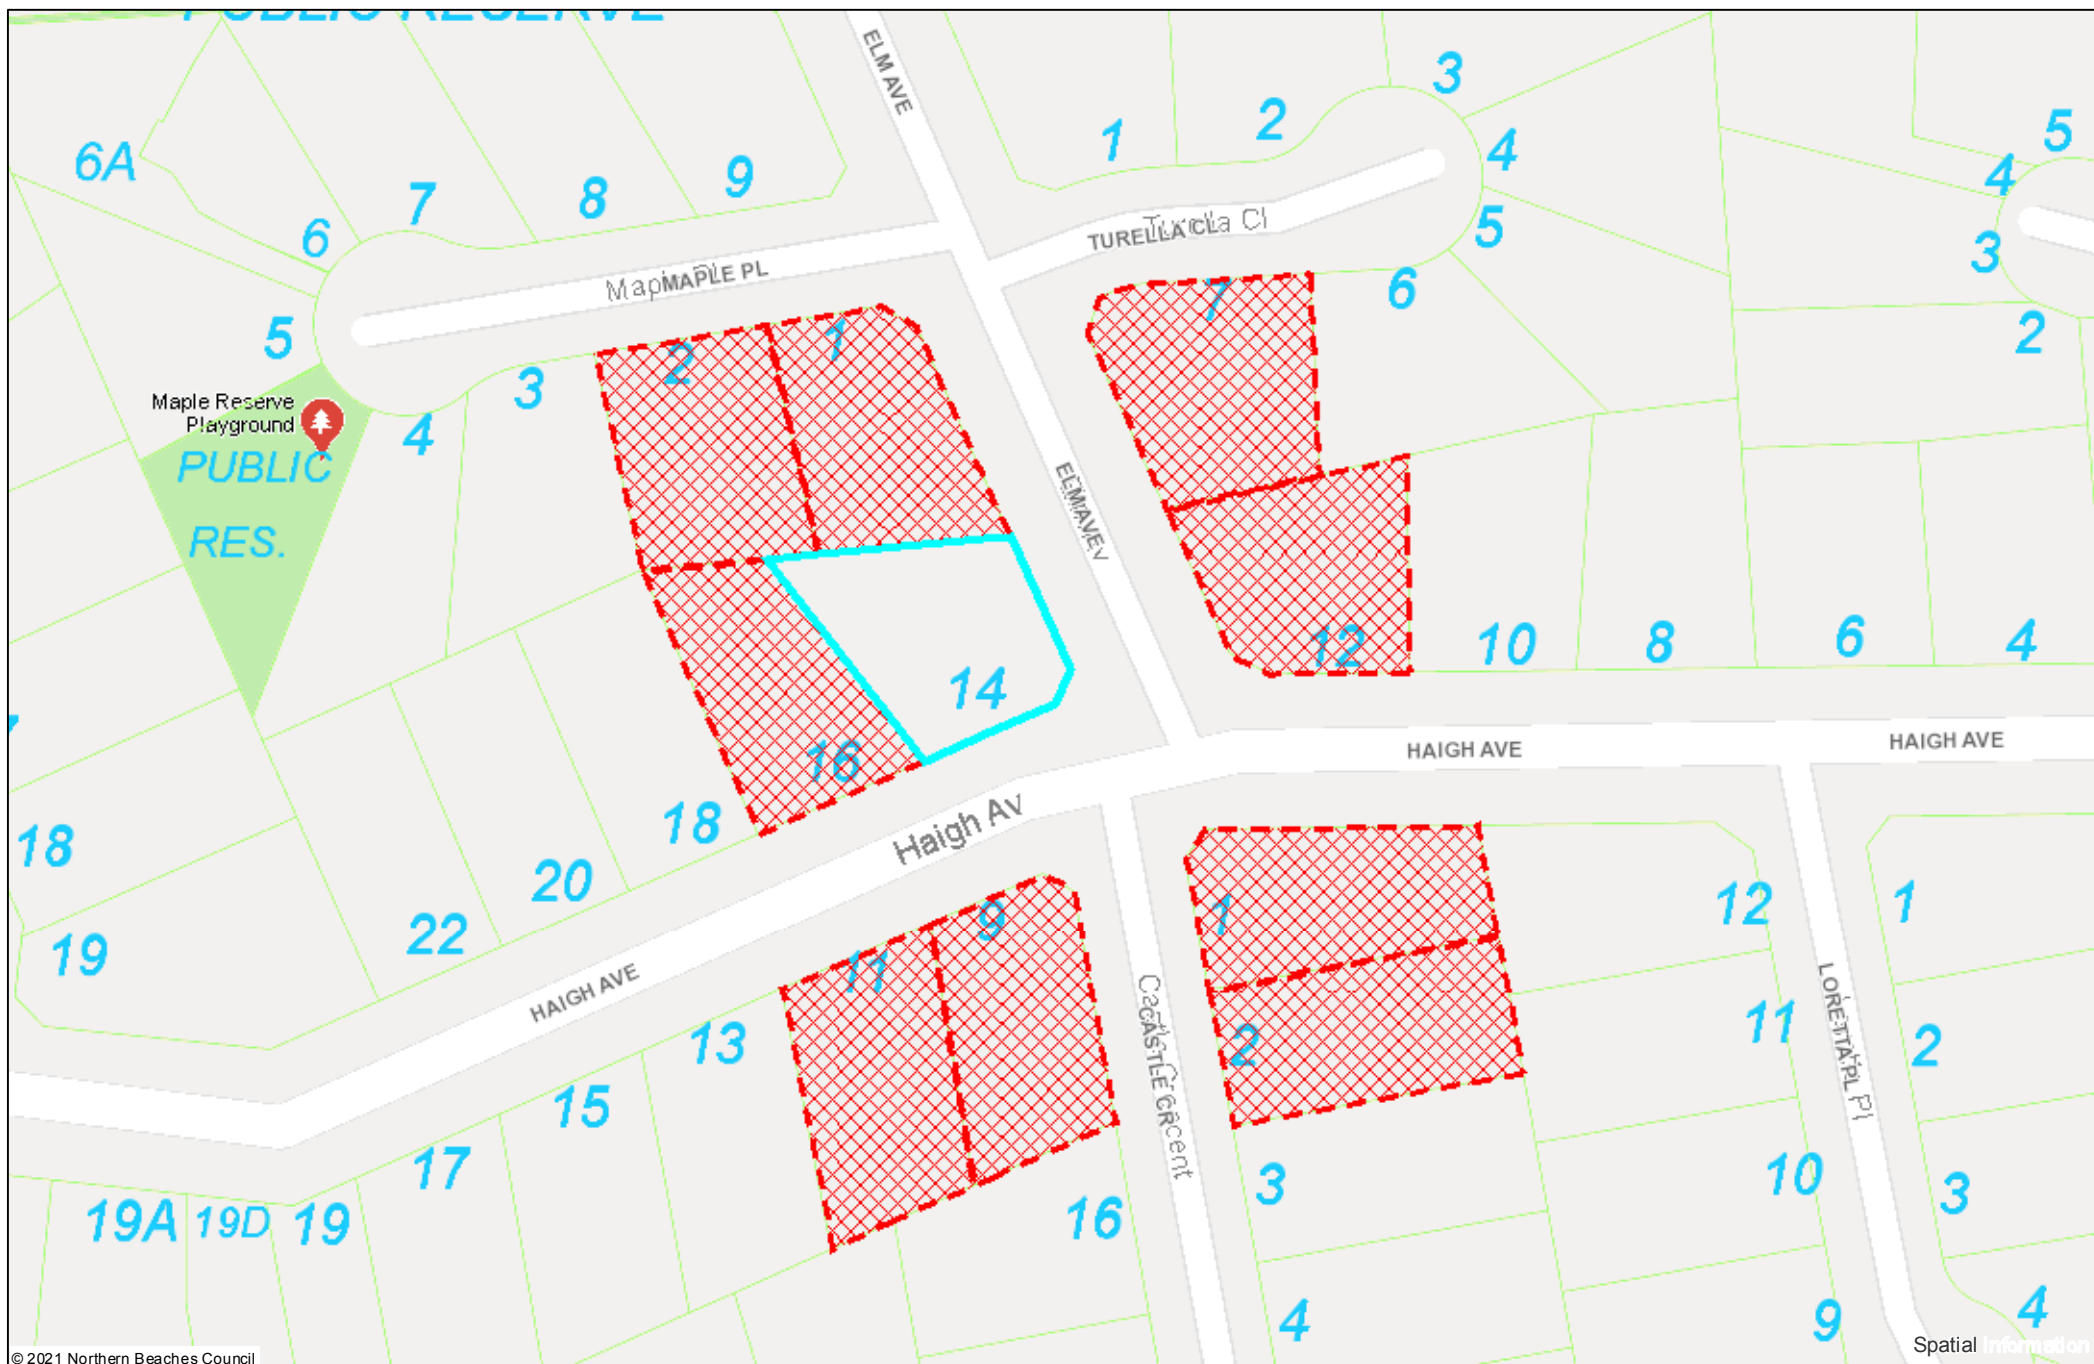 PUBLIC RESERVE
ELM AVE
3
2
1
5
4
6A
9
8
7
4
6
5
3
Turella Cl
TURELLA CL
MAPLE PL
7
6
5
2
1
2
3
Maple Reserve
Playground
4
PUBLIC
RES.
ELM AVE
14
12
10
8
6
4
16
HAIGH AVE
HAIGH AVE
18
Haigh Av
18
20
22
19
9
11
1
12
1
HAIGH AVE
13
2
11
2
15
CASTLE CR
LORETTA PL
17
16
3
10
3
19A
19D
19
4
9
4
Spatial Information
© 2021 Northern Beaches Council